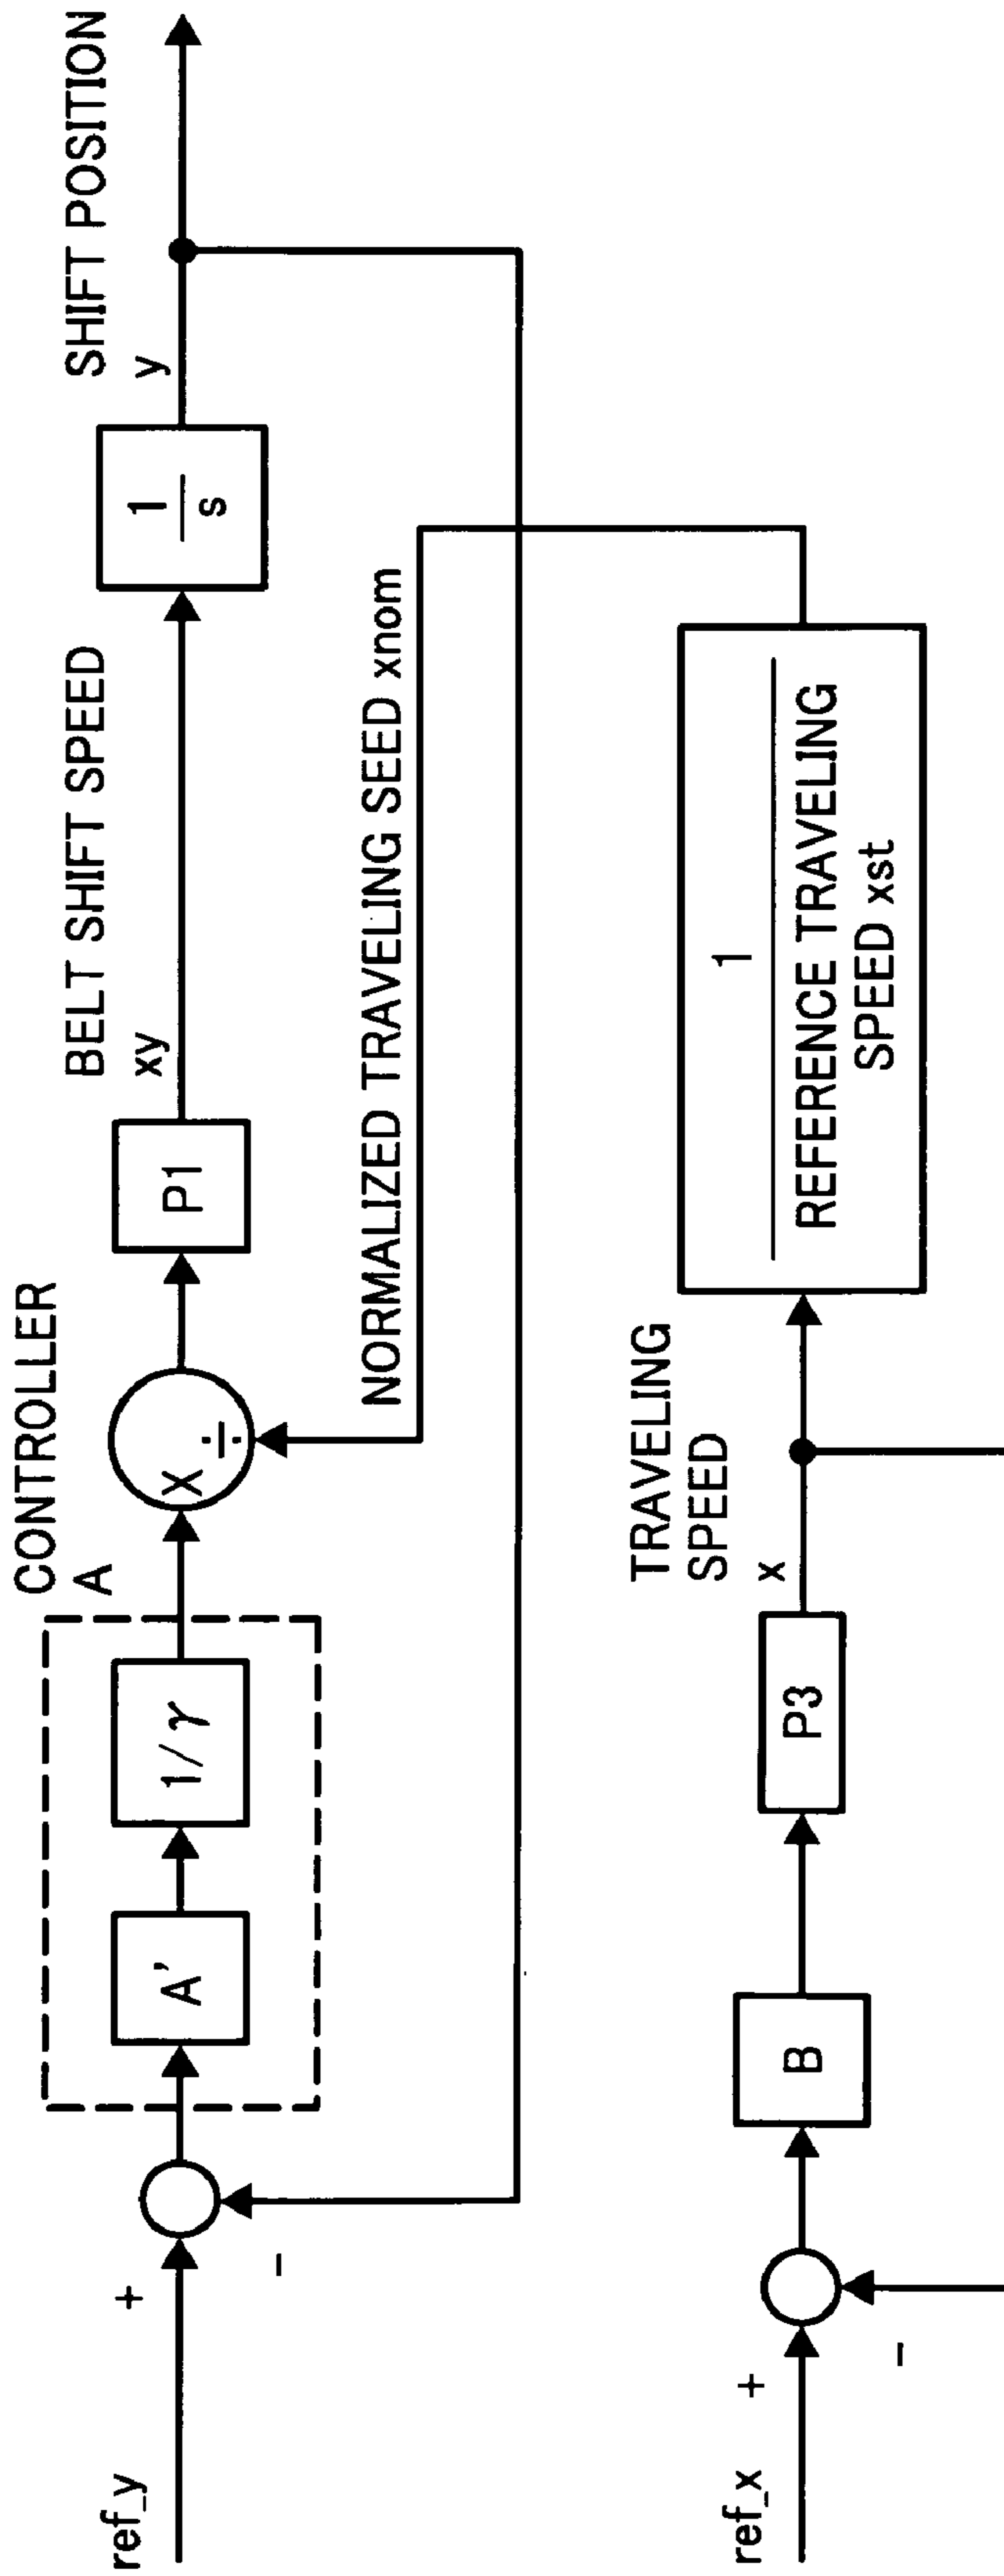 ref_y
+
-
A'
1/γ
CONTROLLER
A
X
÷
P1
BELT SHIFT SPEED
xy
1
s
SHIFT POSITION
y
NORMALIZED TRAVELING SEED xnom
ref_x
+
-
B
P3
TRAVELING
SPEED
x
1
REFERENCE TRAVELING
SPEED xst